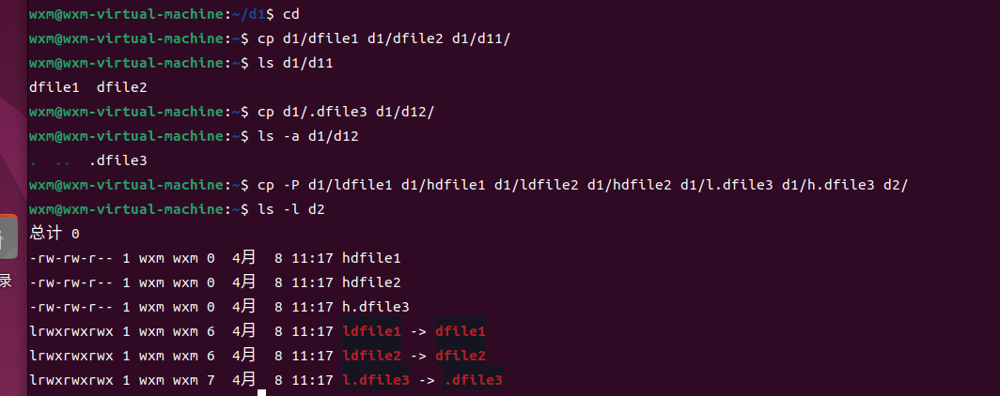 wxm@wxm-virtual-machine:~/d1$ cd
wxm@wxm-virtual-machine:~$ cp d1/dfile1 d1/dfile2 d1/d11/
wxm@wxm-virtual-machine:~$ ls d1/d11
dfile1  dfile2
wxm@wxm-virtual-machine:~$ cp d1/.dfile3 d1/d12/
wxm@wxm-virtual-machine:~$ ls -a d1/d12
.  ..  .dfile3
wxm@wxm-virtual-machine:~$ cp -P d1/ldfile1 d1/hdfile1 d1/ldfile2 d1/hdfile2 d1/l.dfile3 d1/h.dfile3 d2/
wxm@wxm-virtual-machine:~$ ls -l d2
总计 0
-rw-rw-r-- 1 wxm wxm 0  4月  8 11:17 hdfile1
-rw-rw-r-- 1 wxm wxm 0  4月  8 11:17 hdfile2
录
-rw-rw-r-- 1 wxm wxm 0  4月  8 11:17 h.dfile3
lrwxrwxrwx 1 wxm wxm 6  4月  8 11:17 ldfile1 -> dfile1
lrwxrwxrwx 1 wxm wxm 6  4月  8 11:17 ldfile2 -> dfile2
lrwxrwxrwx 1 wxm wxm 7  4月  8 11:17 l.dfile3 -> .dfile3